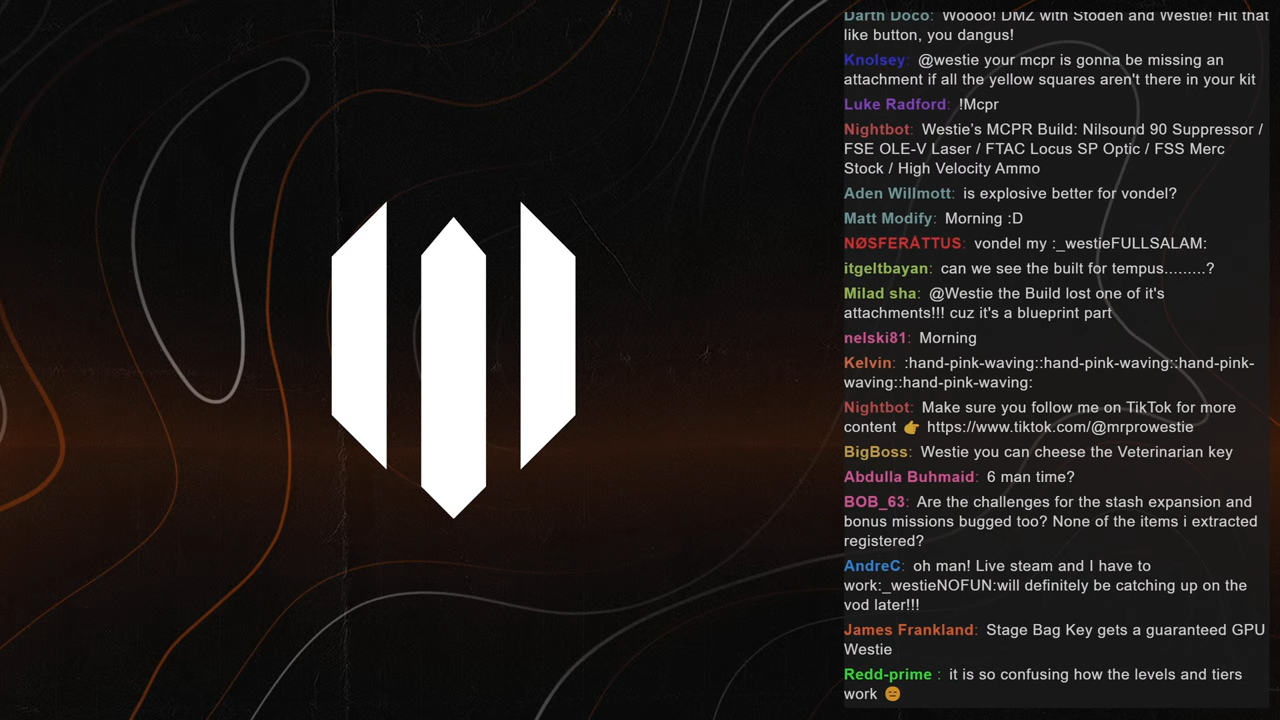 Darth Doco: Woooo! DMZ with Stodeh and Westie! Hit that
like button, you dangus!
Knolsey: @westie your mcpr is gonna be missing an
attachment if all the yellow squares aren't there in your kit
Luke Radford: !Mcpr
Nightbot: Westie’s MCPR Build: Nilsound 90 Suppressor /
FSE OLE-V Laser / FTAC Locus SP Optic / FSS Merc
Stock / High Velocity Ammo
Aden Willmott: is explosive better for vondel?
Matt Modify: Morning :D
NØSFERÅTTUS: vondel my :_westieFULLSALAM:
itgeltbayan: can we see the built for tempus.........?
Milad sha: @Westie the Build lost one of it's
attachments!!! cuz it's a blueprint part
nelski81: Morning
Kelvin: :hand-pink-waving::hand-pink-waving::hand-pink-
waving::hand-pink-waving:
Nightbot: Make sure you follow me on TikTok for more
content 👉 https://www.tiktok.com/@mrprowestie
BigBoss: Westie you can cheese the Veterinarian key
Abdulla Buhmaid: 6 man time?
BOB_63: Are the challenges for the stash expansion and
bonus missions bugged too? None of the items i extracted
registered?
AndreC: oh man! Live steam and I have to
work:_westieNOFUN:will definitely be catching up on the
vod later!!!
James Frankland: Stage Bag Key gets a guaranteed GPU
Westie
Redd-prime : it is so confusing how the levels and tiers
work 😑